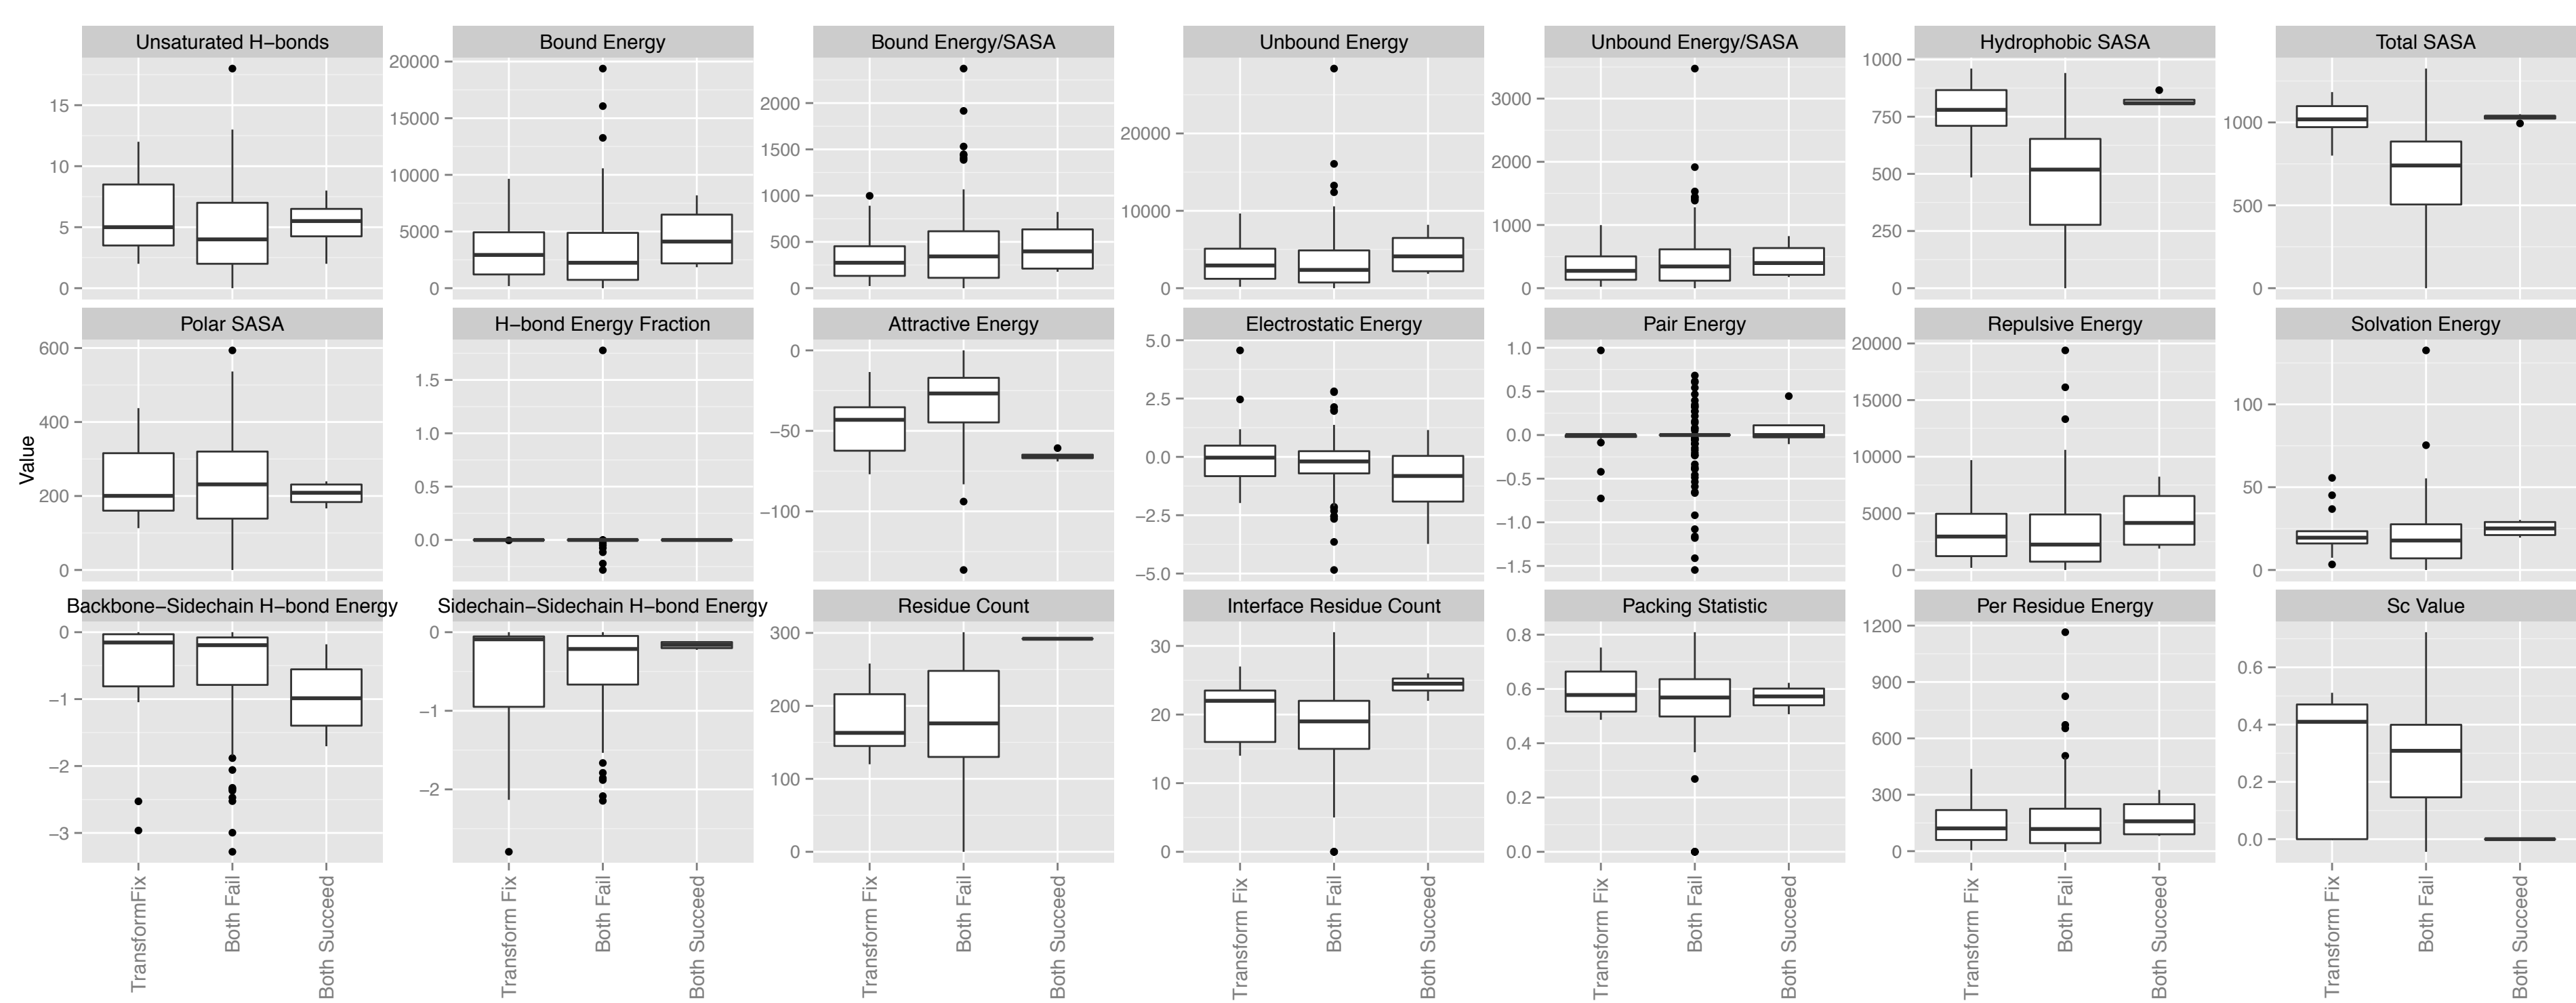 Unsaturated H−bonds
Bound Energy
Bound Energy/SASA
Unbound Energy
Unbound Energy/SASA
Hydrophobic SASA
Total SASA
15
10
5
0
20000
15000
10000
5000
0
2000
1500
1000
500
0
20000
10000
0
3000
2000
1000
0
1000
750
500
250
0
1000
500
0
Value
Polar SASA
H−bond Energy Fraction
Attractive Energy
Electrostatic Energy
Pair Energy
Repulsive Energy
Solvation Energy
600
400
200
0
1.5
1.0
0.5
0.0
0
−50
−100
5.0
2.5
0.0
−2.5
−5.0
1.0
0.5
0.0
−0.5
−1.0
−1.5
20000
15000
10000
5000
0
100
50
0
Backbone−Sidechain H−bond Energy
Sidechain−Sidechain H−bond Energy
Residue Count
Interface Residue Count
Packing Statistic
Per Residue Energy
Sc Value
0
−1
−2
−3
0
−1
−2
300
200
100
0
30
20
10
0
0.8
0.6
0.4
0.2
0.0
1200
900
600
300
0
0.6
0.4
0.2
0.0
TransformFix
Both Fail
Both Succeed
Transform Fix
Both Fail
Both Succeed
Transform Fix
Both Fail
Both Succeed
Transform Fix
Both Fail
Both Succeed
Transform Fix
Both Fail
Both Succeed
Transform Fix
Both Fail
Both Succeed
Transform Fix
Both Fail
Both Succeed